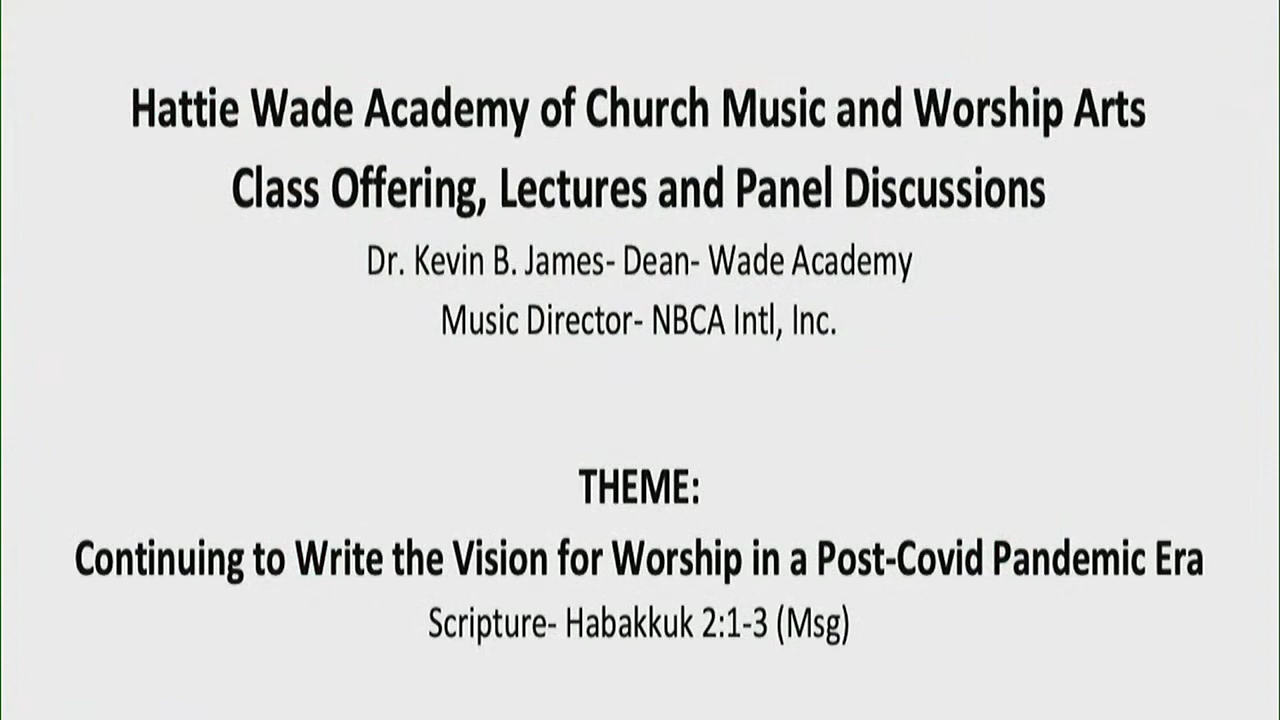 Hattie Wade Academy of Church Music and Worship Arts
Class Offering, Lectures and Panel Discussions
Dr. Kevin B. James- Dean- Wade Academy
Music Director- NBCA Intl, Inc.
THEME:
Continuing to Write the Vision for Worship in a Post-Covid Pandemic Era
Scripture- Habakkuk 2:1-3 (Msg)